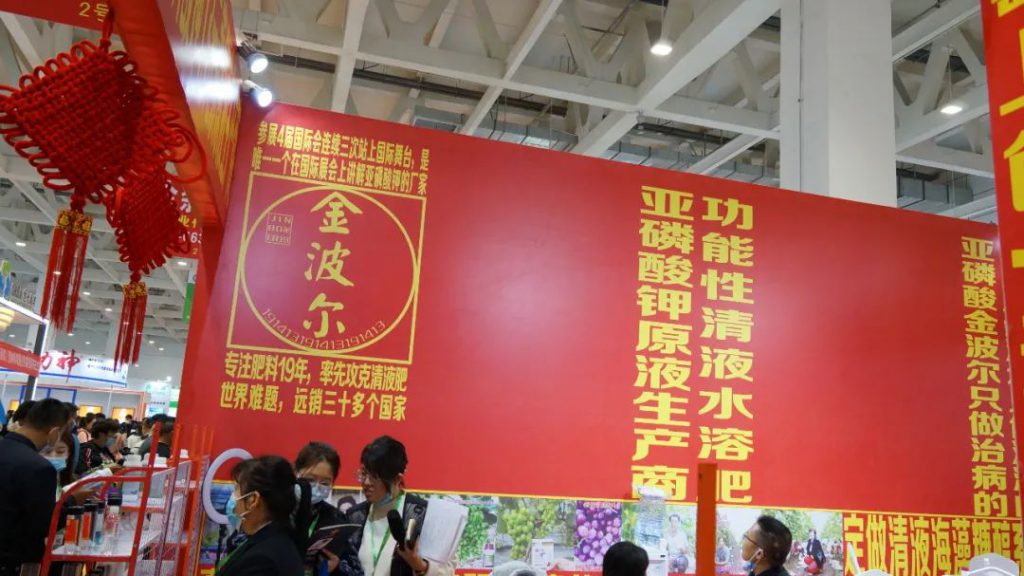 2号
参展4届国际会连续三次站上国际舞台，是
唯一一个在国际展会上讲解亚磷酸钾的厂家
金波尔
JIN
BOR
191413191413191413
专注肥料19年，率先攻克清液肥
世界难题，远销三十多个国家
功能性清液水溶肥
亚磷酸钾原液生产商
亚磷酸金波尔只做治病的
定做清液海藻糖
神